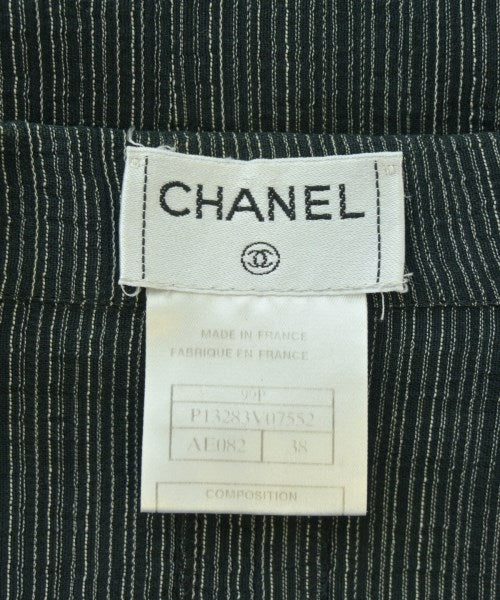 CHANEL
MADE IN FRANCE
FABRIQUE EN FRANCE
99P
P13283V07552
AE082 38
COMPOSITION